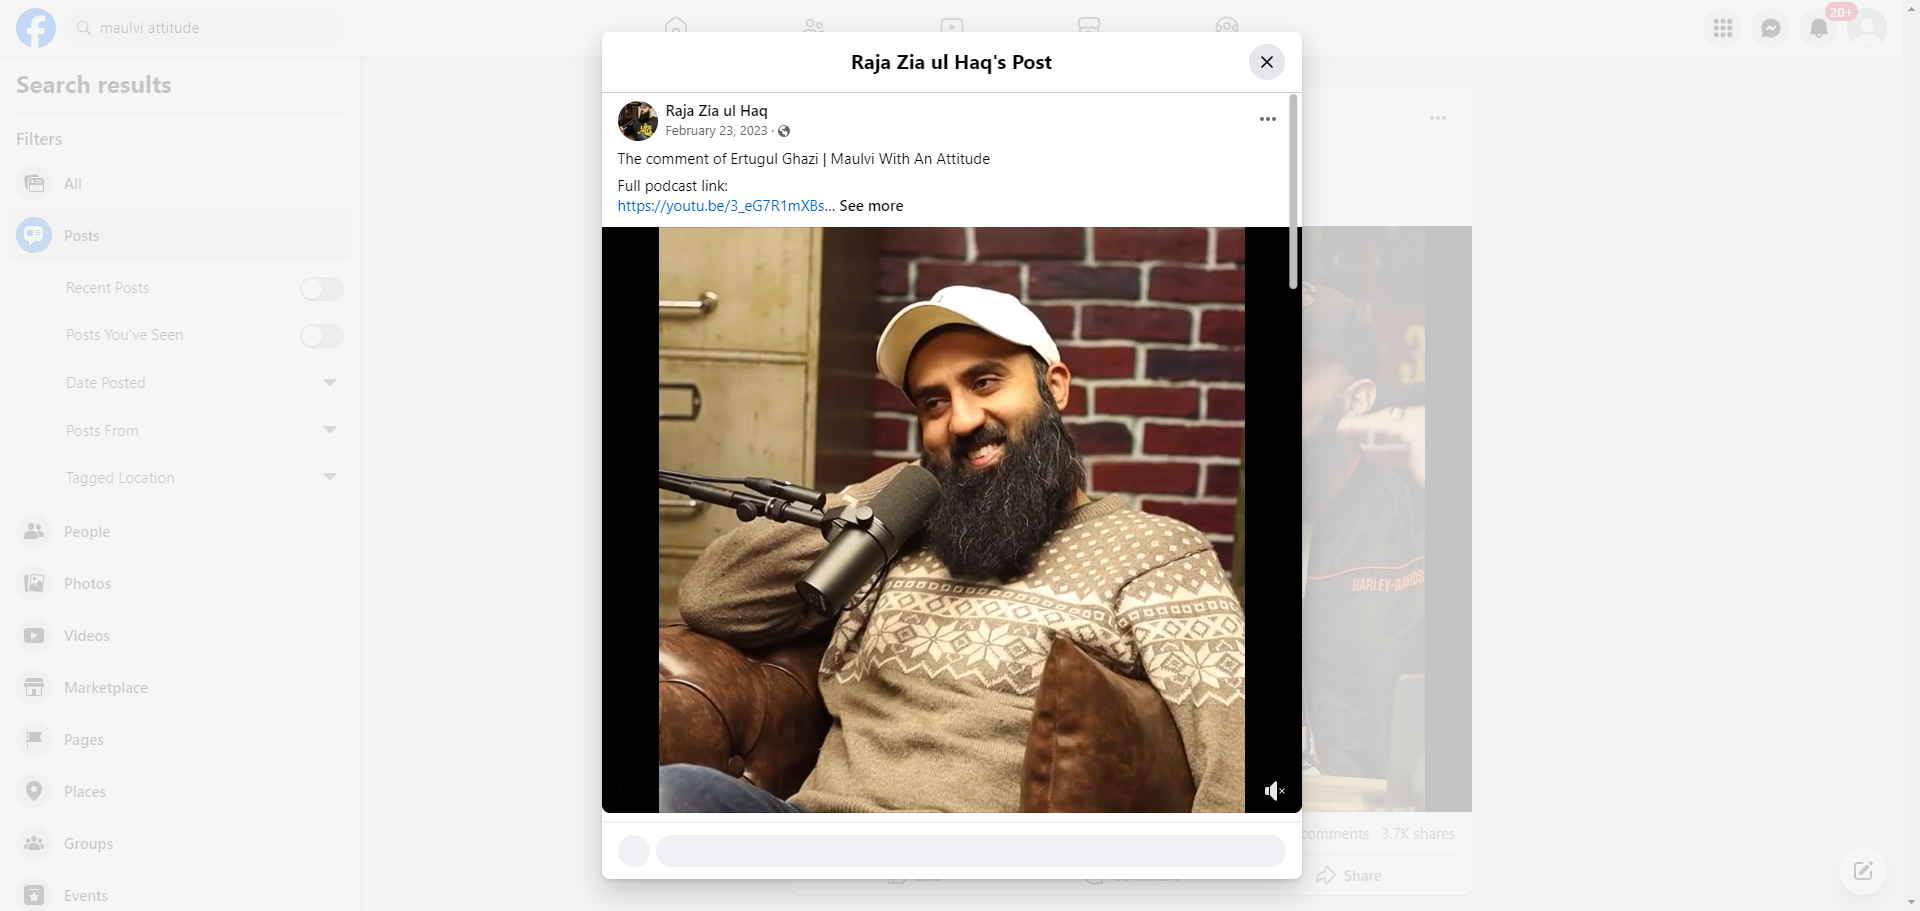 maulvi attitude
20+
Search results
Filters
All
Posts
Recent Posts
Posts You've Seen
Date Posted
Posts From
Tagged Location
People
Photos
Videos
Marketplace
Pages
Places
Groups
Events
Raja Zia ul Haq's Post
Raja Zia ul Haq
February 23, 2023 ·
The comment of Ertugul Ghazi | Maulvi With An Attitude
Full podcast link:
https://youtu.be/3_eG7R1mXBs... See more
HARLEY-DAVIDS
comments 3.7K shares
Like Comment Share